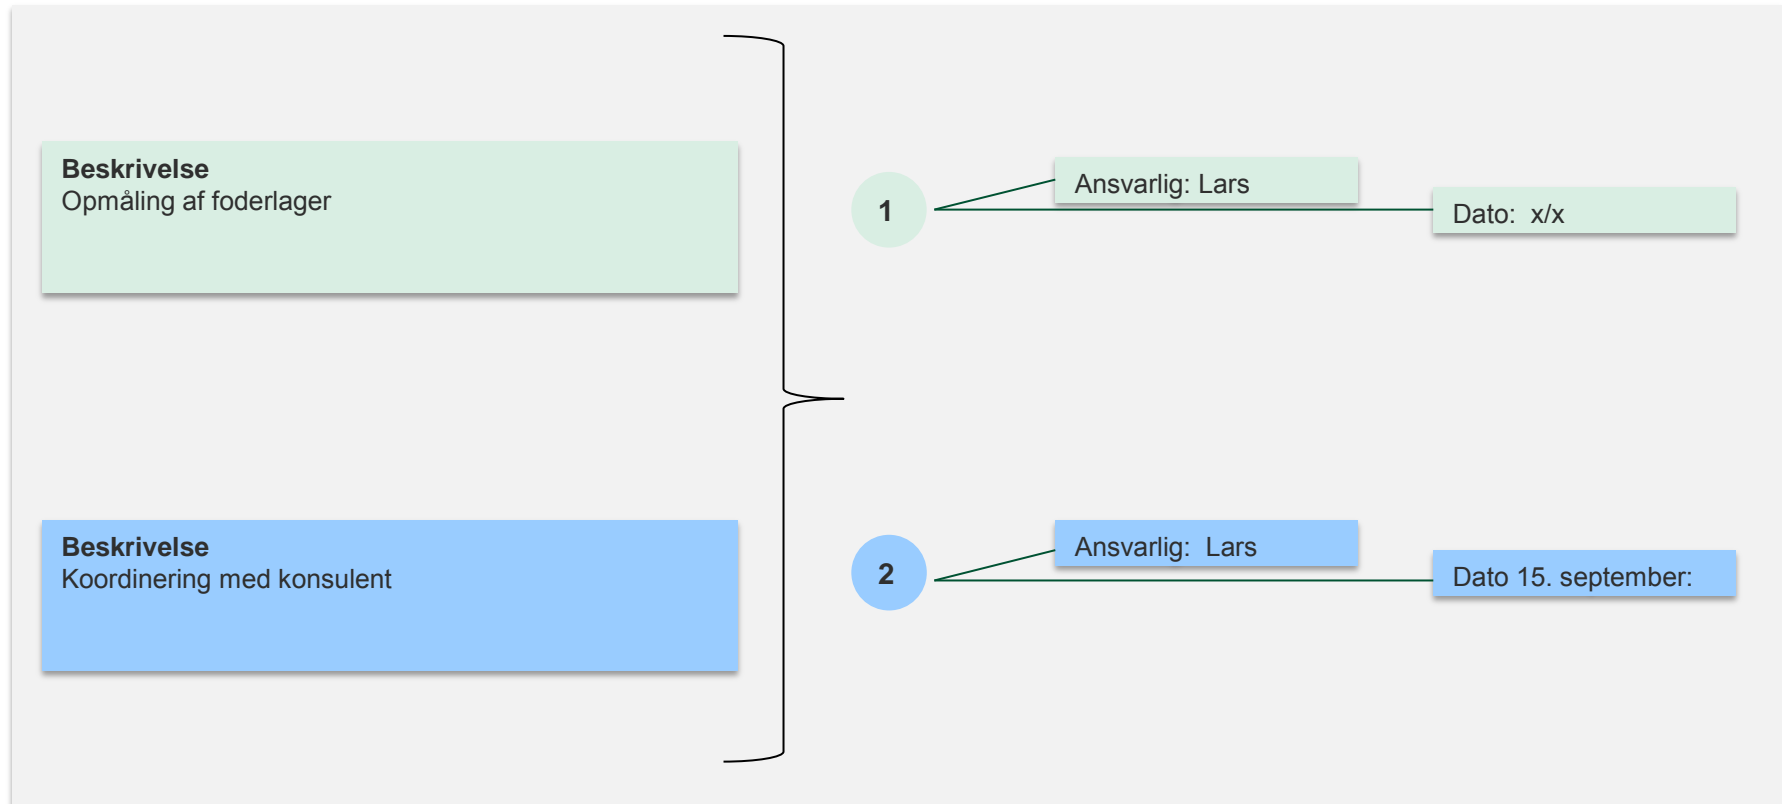 Beskrivelse
Opmåling af foderlager
1
Ansvarlig: Lars
Dato:  x/x
Beskrivelse
Koordinering med konsulent
2
Ansvarlig:  Lars
Dato 15. september: